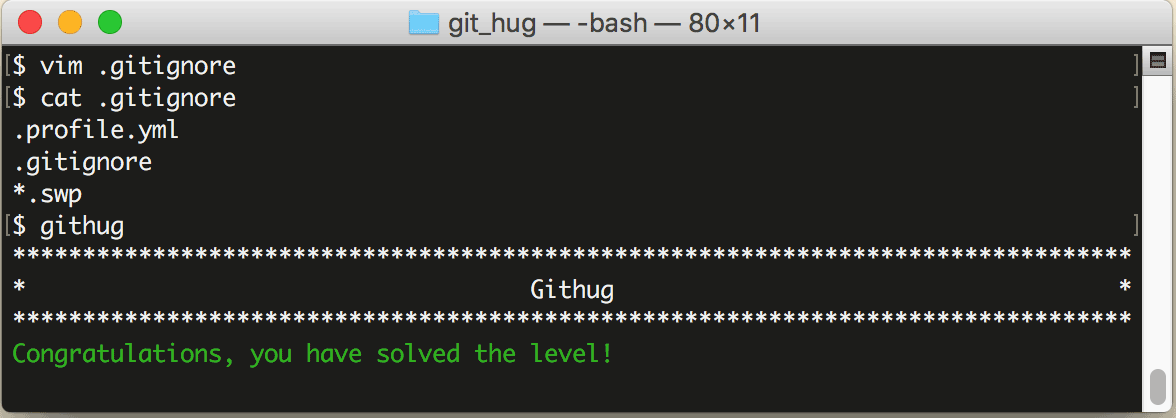 git_hug — -bash — 80×11
[$ vim .gitignore ]
[$ cat .gitignore ]
.profile.yml
.gitignore
*.swp
[$ githug ]
********************************************************************************
*                                    Githug                                    *
********************************************************************************
Congratulations, you have solved the level!